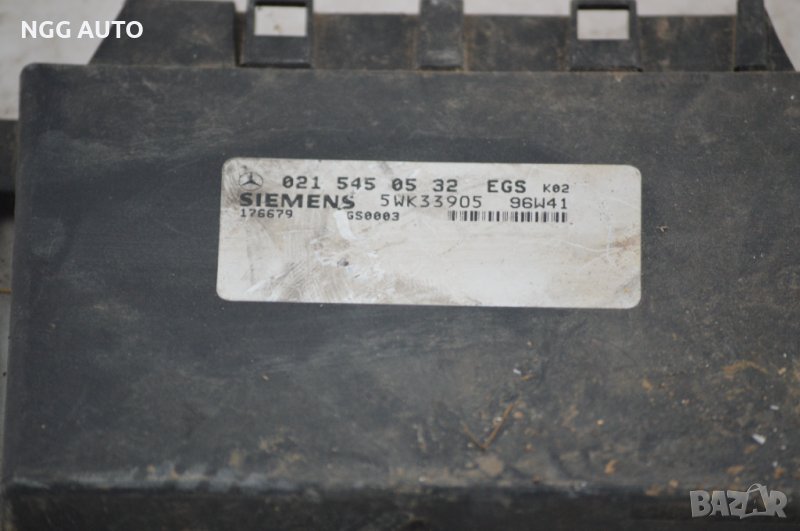 NGG AUTO
021 545 05 32 EGS K02
SIEMENS 5WK33905 96W41
176679 GS0003
BAZAR